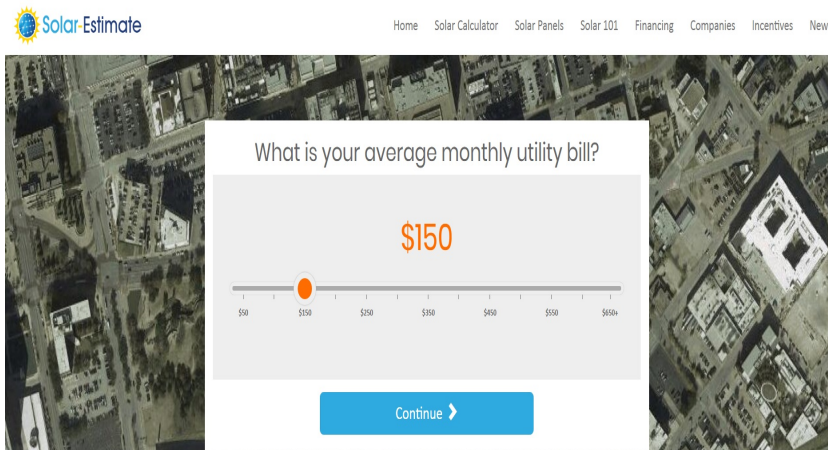 Solar-Estimate
Home Solar Calculator Solar Panels Solar 101 Financing Companies Incentives New
What is your average monthly utility bill?
$150
$50 $150 $250 $350 $450 $550 $650+
Continue ❯